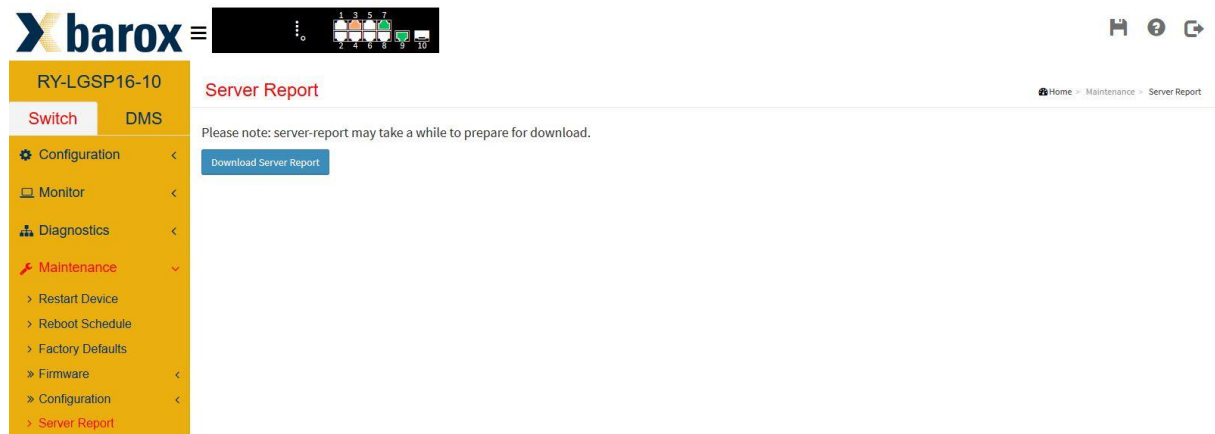 barox
1 3 5 7
2 4 6 8 9 10
RY-LGSP16-10
Switch DMS
Configuration
Monitor
Diagnostics
Maintenance
Restart Device
Reboot Schedule
Factory Defaults
Firmware
Configuration
Server Report
Server Report
Home > Maintenance > Server Report
Please note: server-report may take a while to prepare for download.
Download Server Report